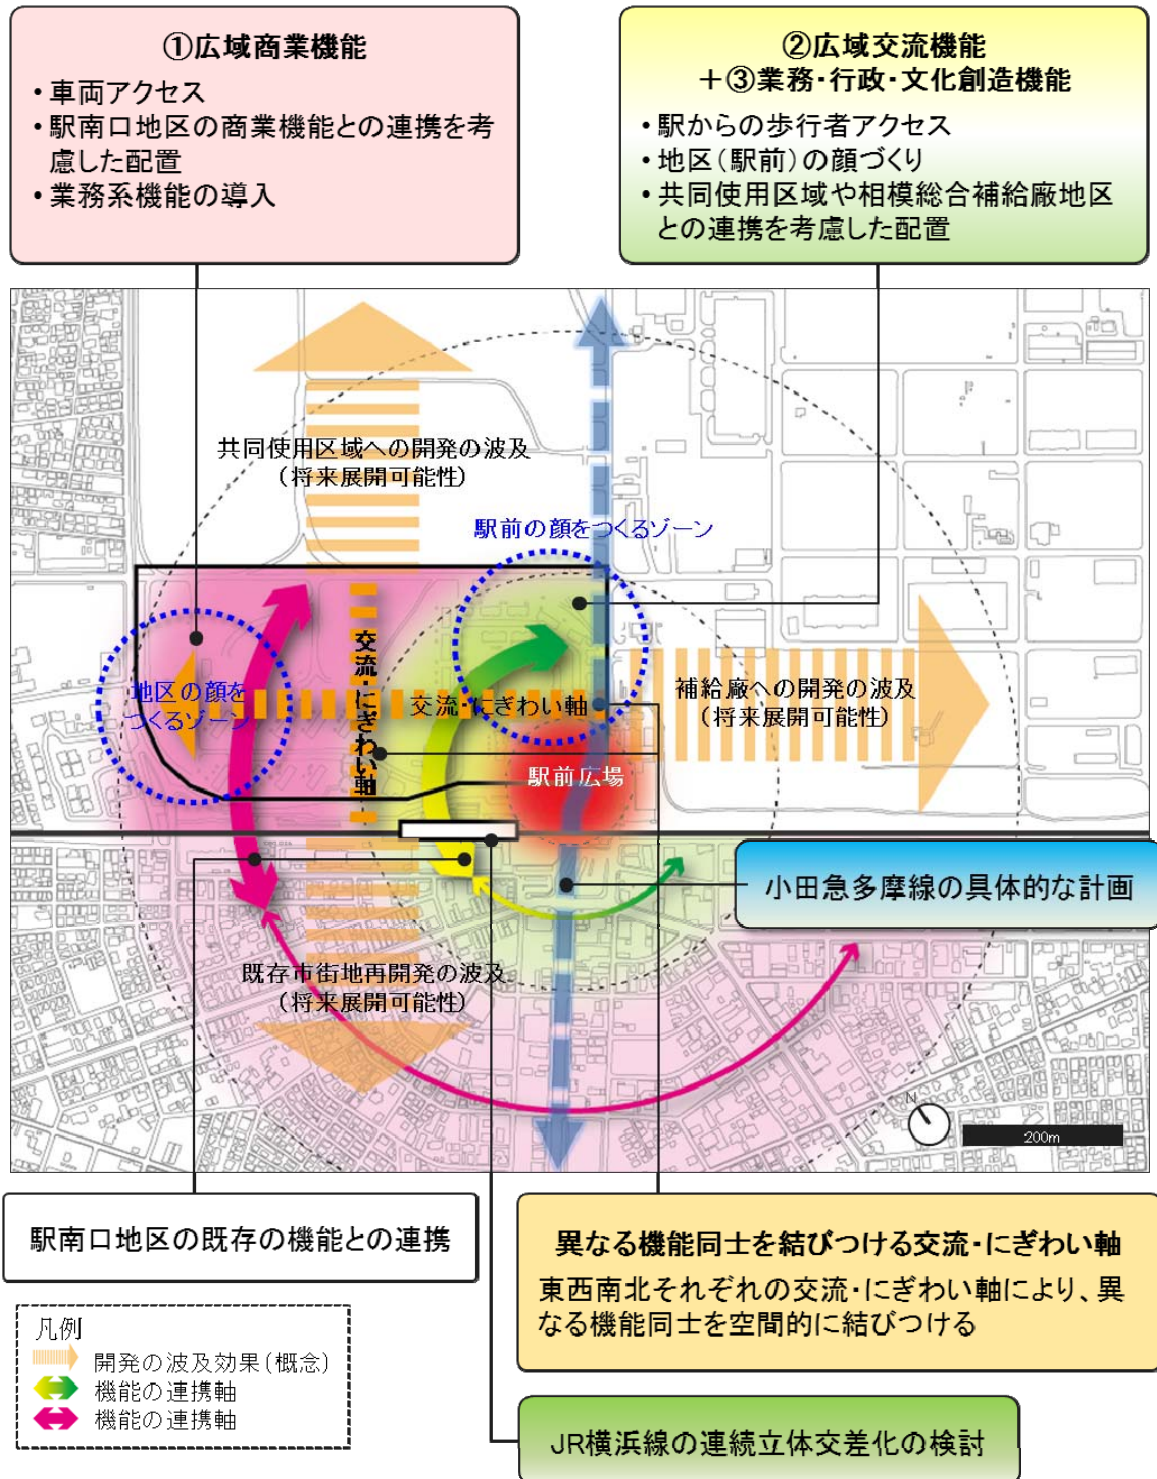 ①広域商業機能
・車両アクセス
・駅南口地区の商業機能との連携を考
慮した配置
・業務系機能の導入
②広域交流機能
＋③業務・行政・文化創造機能
・駅からの歩行者アクセス
・地区（駅前）の顔づくり
・共同使用区域や相模総合補給廠地区
との連携を考慮した配置
共同使用区域への開発の波及
（将来展開可能性）
駅前の顔をつくるゾーン
交流・にぎわい軸
地区の顔を
つくるゾーン
交流・にぎわい軸
補給廠への開発の波及
（将来展開可能性）
駅前広場
小田急多摩線の具体的な計画
既存市街地再開発の波及
（将来展開可能性）
N
200m
駅南口地区の既存の機能との連携
異なる機能同士を結びつける交流・にぎわい軸
東西南北それぞれの交流・にぎわい軸により、異
なる機能同士を空間的に結びつける
凡例
開発の波及効果（概念）
機能の連携軸
機能の連携軸
JR横浜線の連続立体交差化の検討